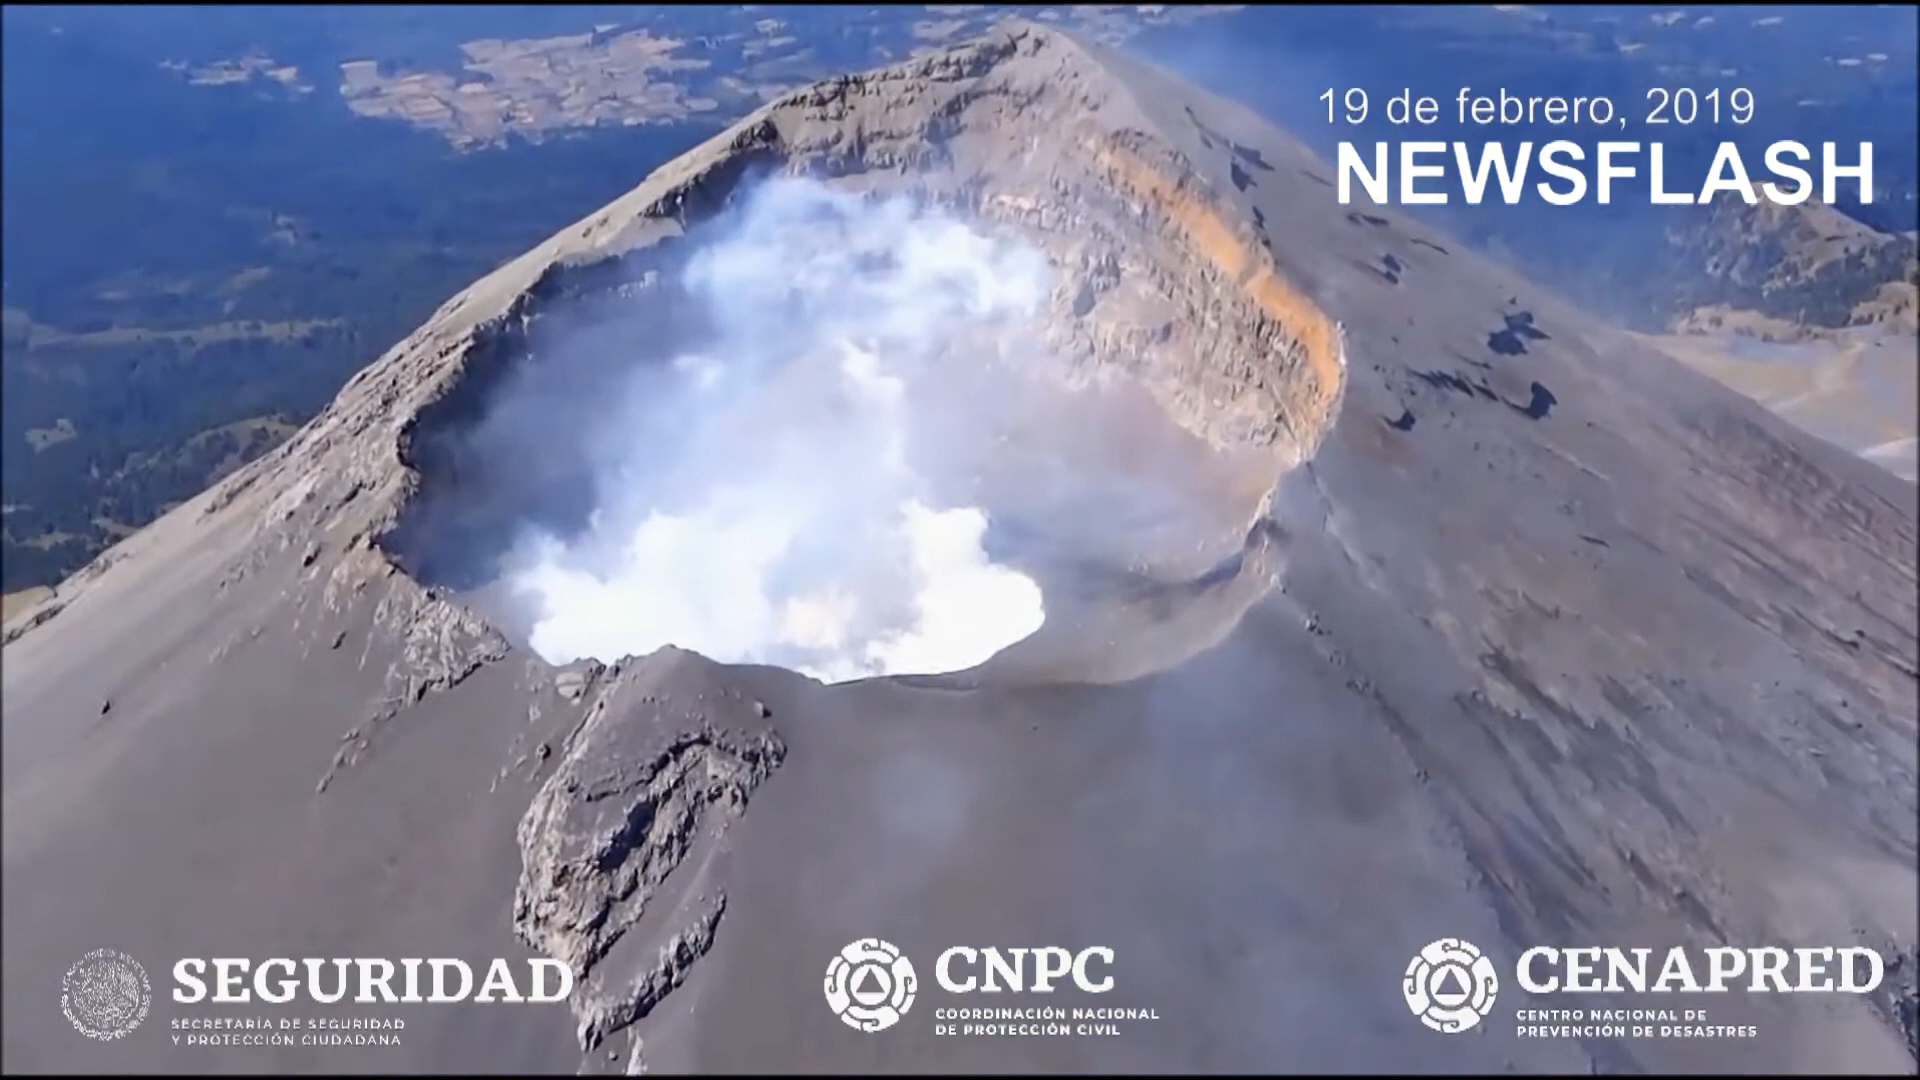 19 de febrero, 2019
NEWSFLASH
SEGURIDAD
SECRETARÍA DE SEGURIDAD
Y PROTECCIÓN CIUDADANA
CNPC
COORDINACIÓN NACIONAL
DE PROTECCIÓN CIVIL
CENAPRED
CENTRO NACIONAL DE
PREVENCIÓN DE DESASTRES